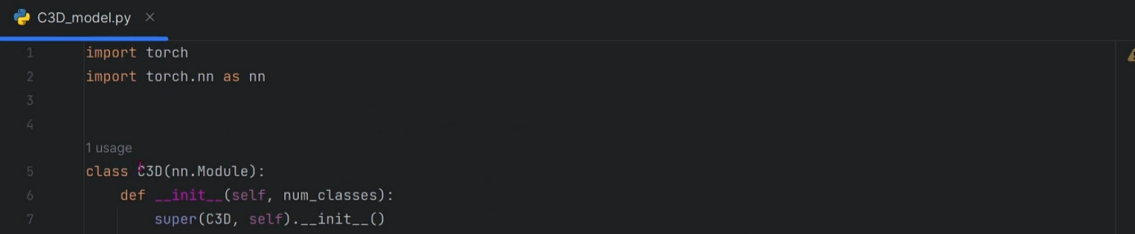 C3D_model.py
1 import torch
2 import torch.nn as nn
3
4
1 usage
5 class C3D(nn.Module):
6     def __init__(self, num_classes):
7         super(C3D, self).__init__()